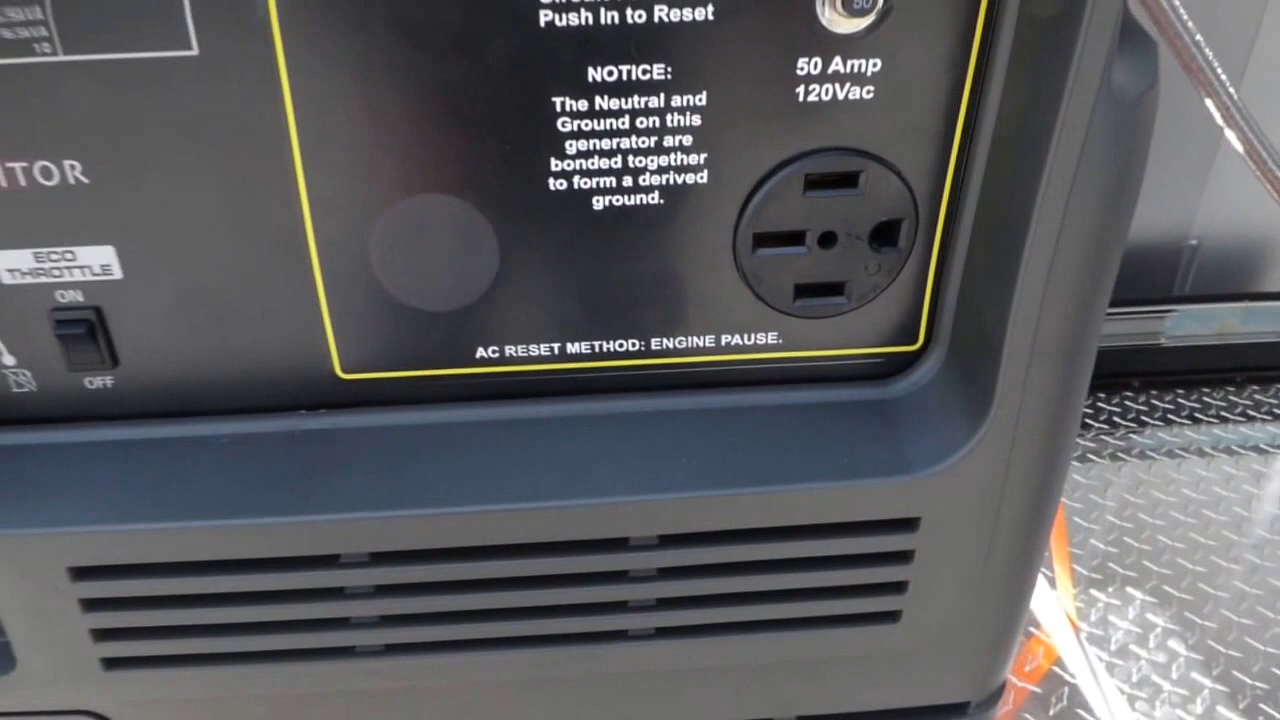 10
Push In to Reset
50
NOTICE:
The Neutral and
Ground on this
generator are
bonded together
to form a derived
ground.
50 Amp
120Vac
ITOR
ECO
THROTTLE
ON
OFF
AC RESET METHOD: ENGINE PAUSE.